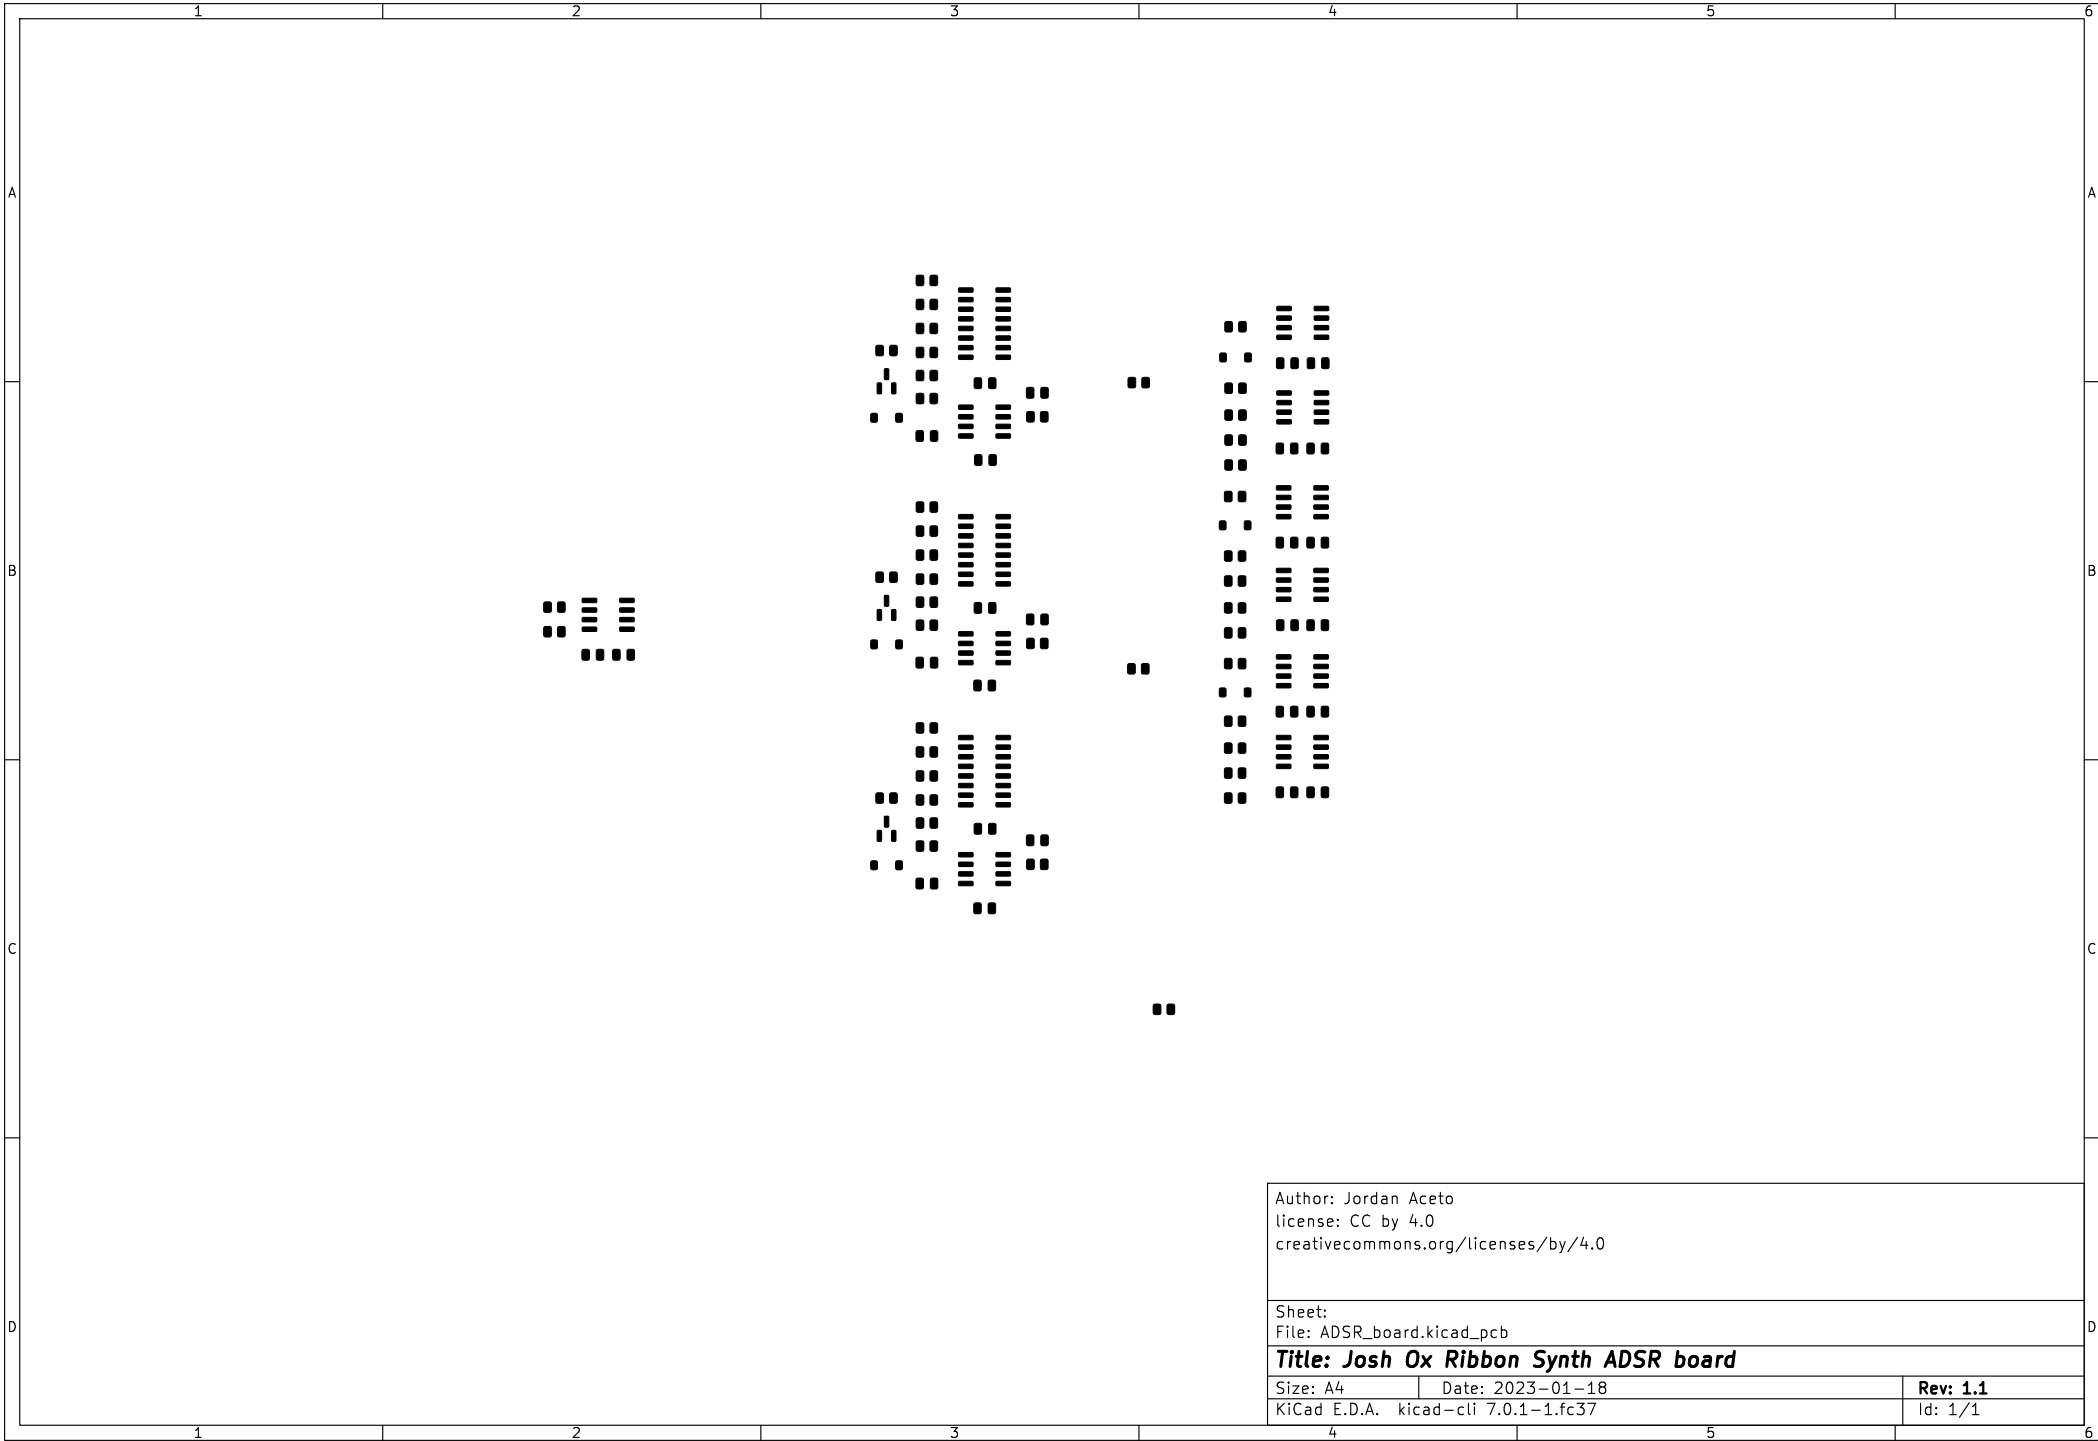 1 2 3 4 5 6
A A
B B
C C
D D
Author: Jordan Aceto
license: CC by 4.0
creativecommons.org/licenses/by/4.0
Sheet:
File: ADSR_board.kicad_pcb
Title: Josh Ox Ribbon Synth ADSR board
Size: A4 Date: 2023-01-18 Rev: 1.1
KiCad E.D.A. kicad-cli 7.0.1-1.fc37 Id: 1/1
1 2 3 4 5 6